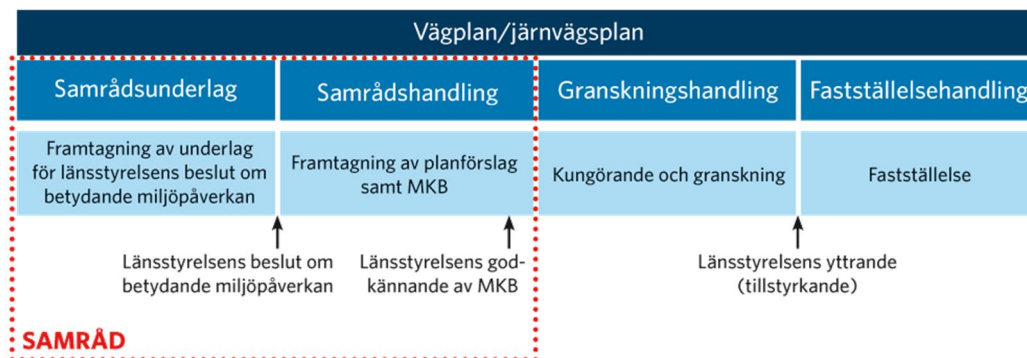 Vägplan/järnvägsplan
Samrådsunderlag
Samrådshandling
Granskningshandling
Fastställelsehandling
Framtagning av underlag
för länsstyrelsens beslut om
betydande miljöpåverkan
Framtagning av planförslag
samt MKB
Kungörande och granskning
Fastställelse
Länsstyrelsens beslut om
betydande miljöpåverkan
Länsstyrelsens god-
kännande av MKB
Länsstyrelsens yttrande
(tillstyrkande)
SAMRÅD